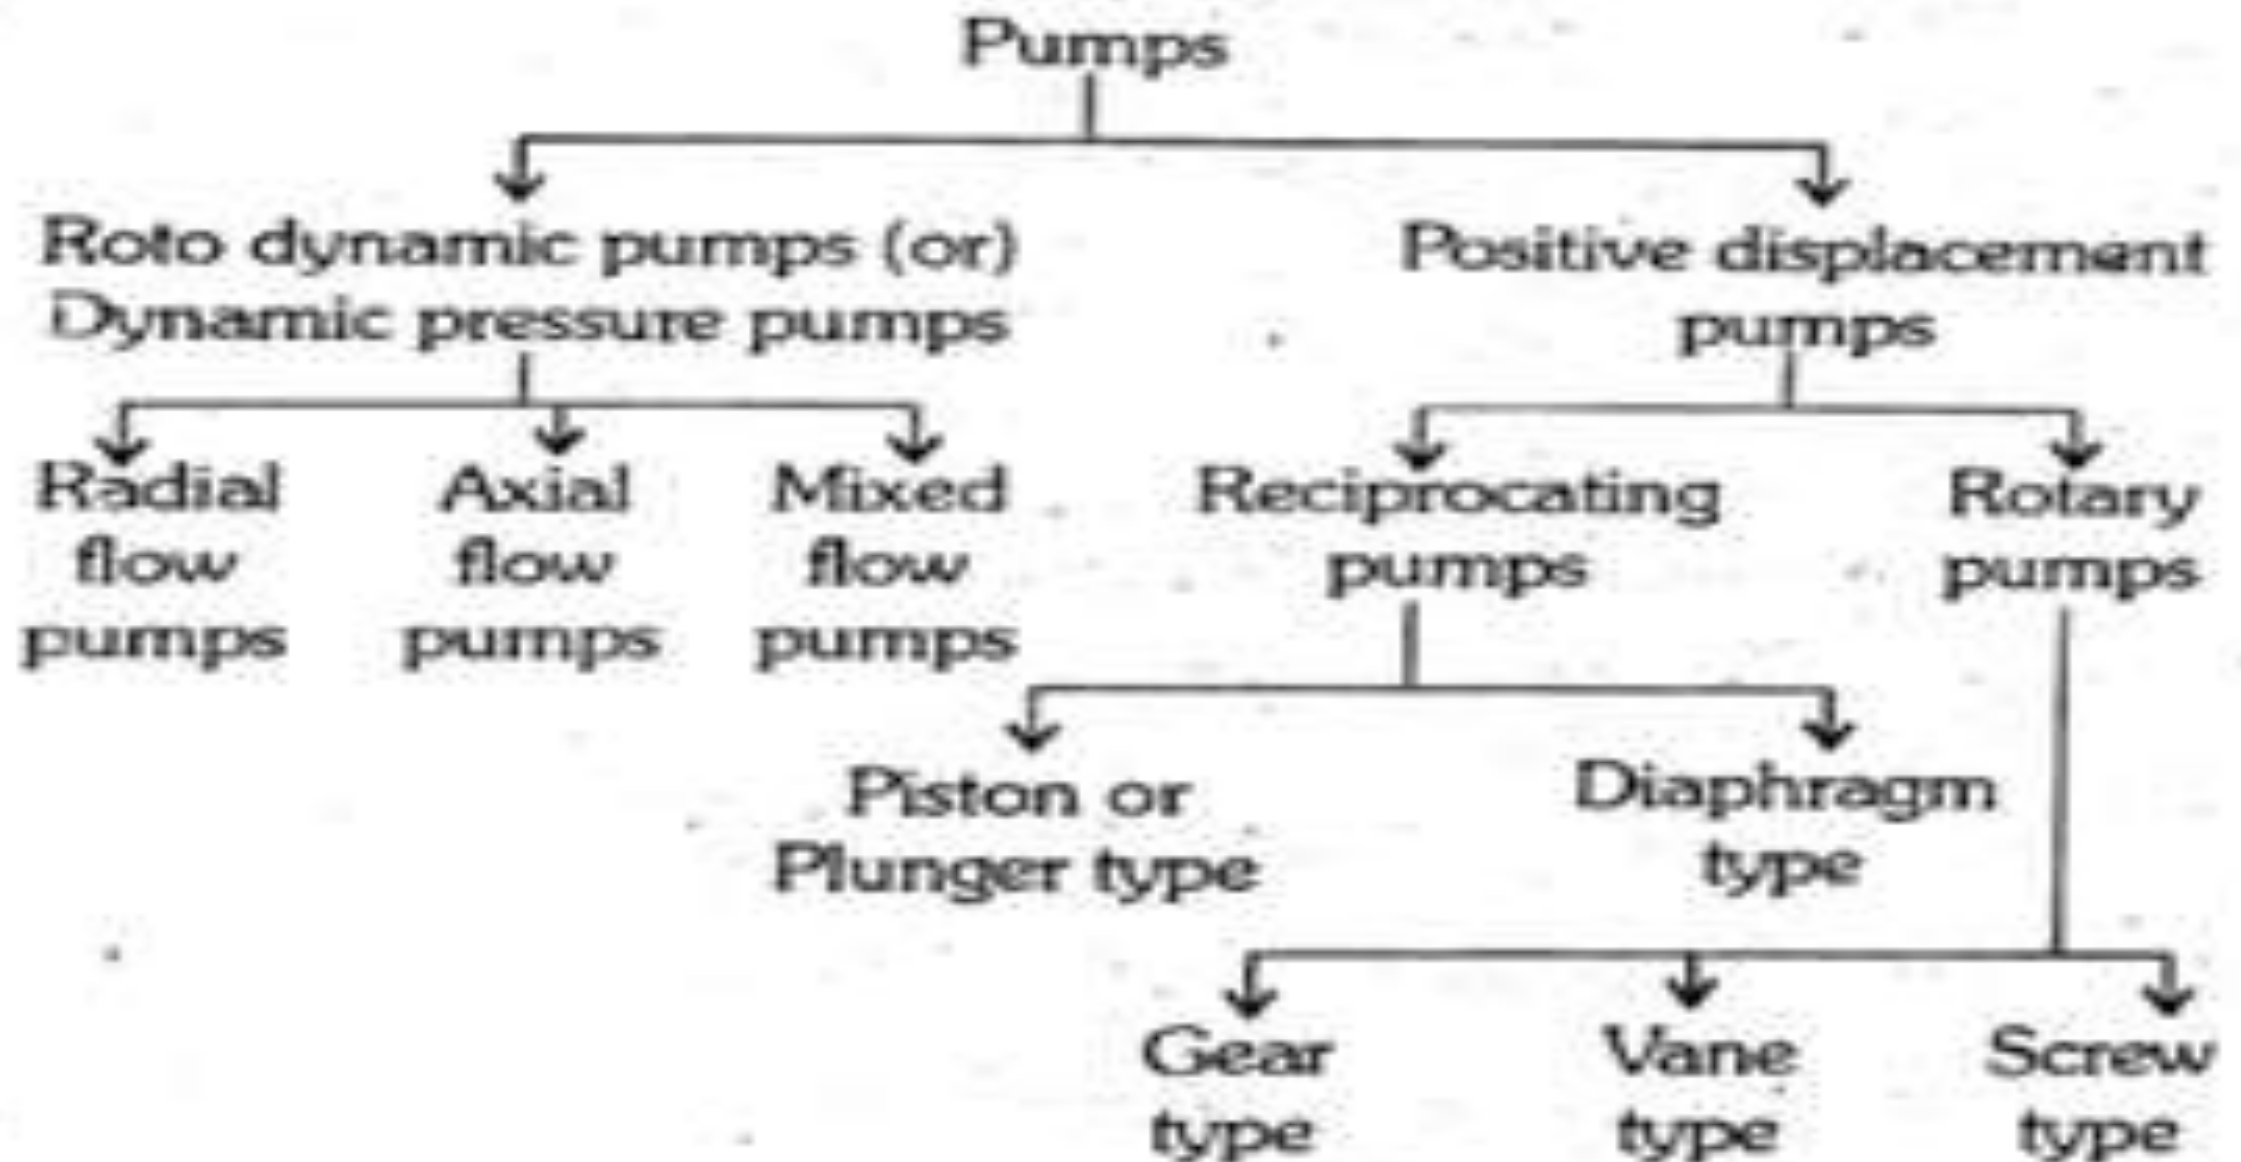 Pumps
Roto dynamic pumps (or)
Dynamic pressure pumps
Positive displacement
pumps
Radial
flow
pumps
Axial
flow
pumps
Mixed
flow
pumps
Reciprocating
pumps
Rotary
pumps
Piston or
Plunger type
Diaphragm
type
Gear
type
Vane
type
Screw
type